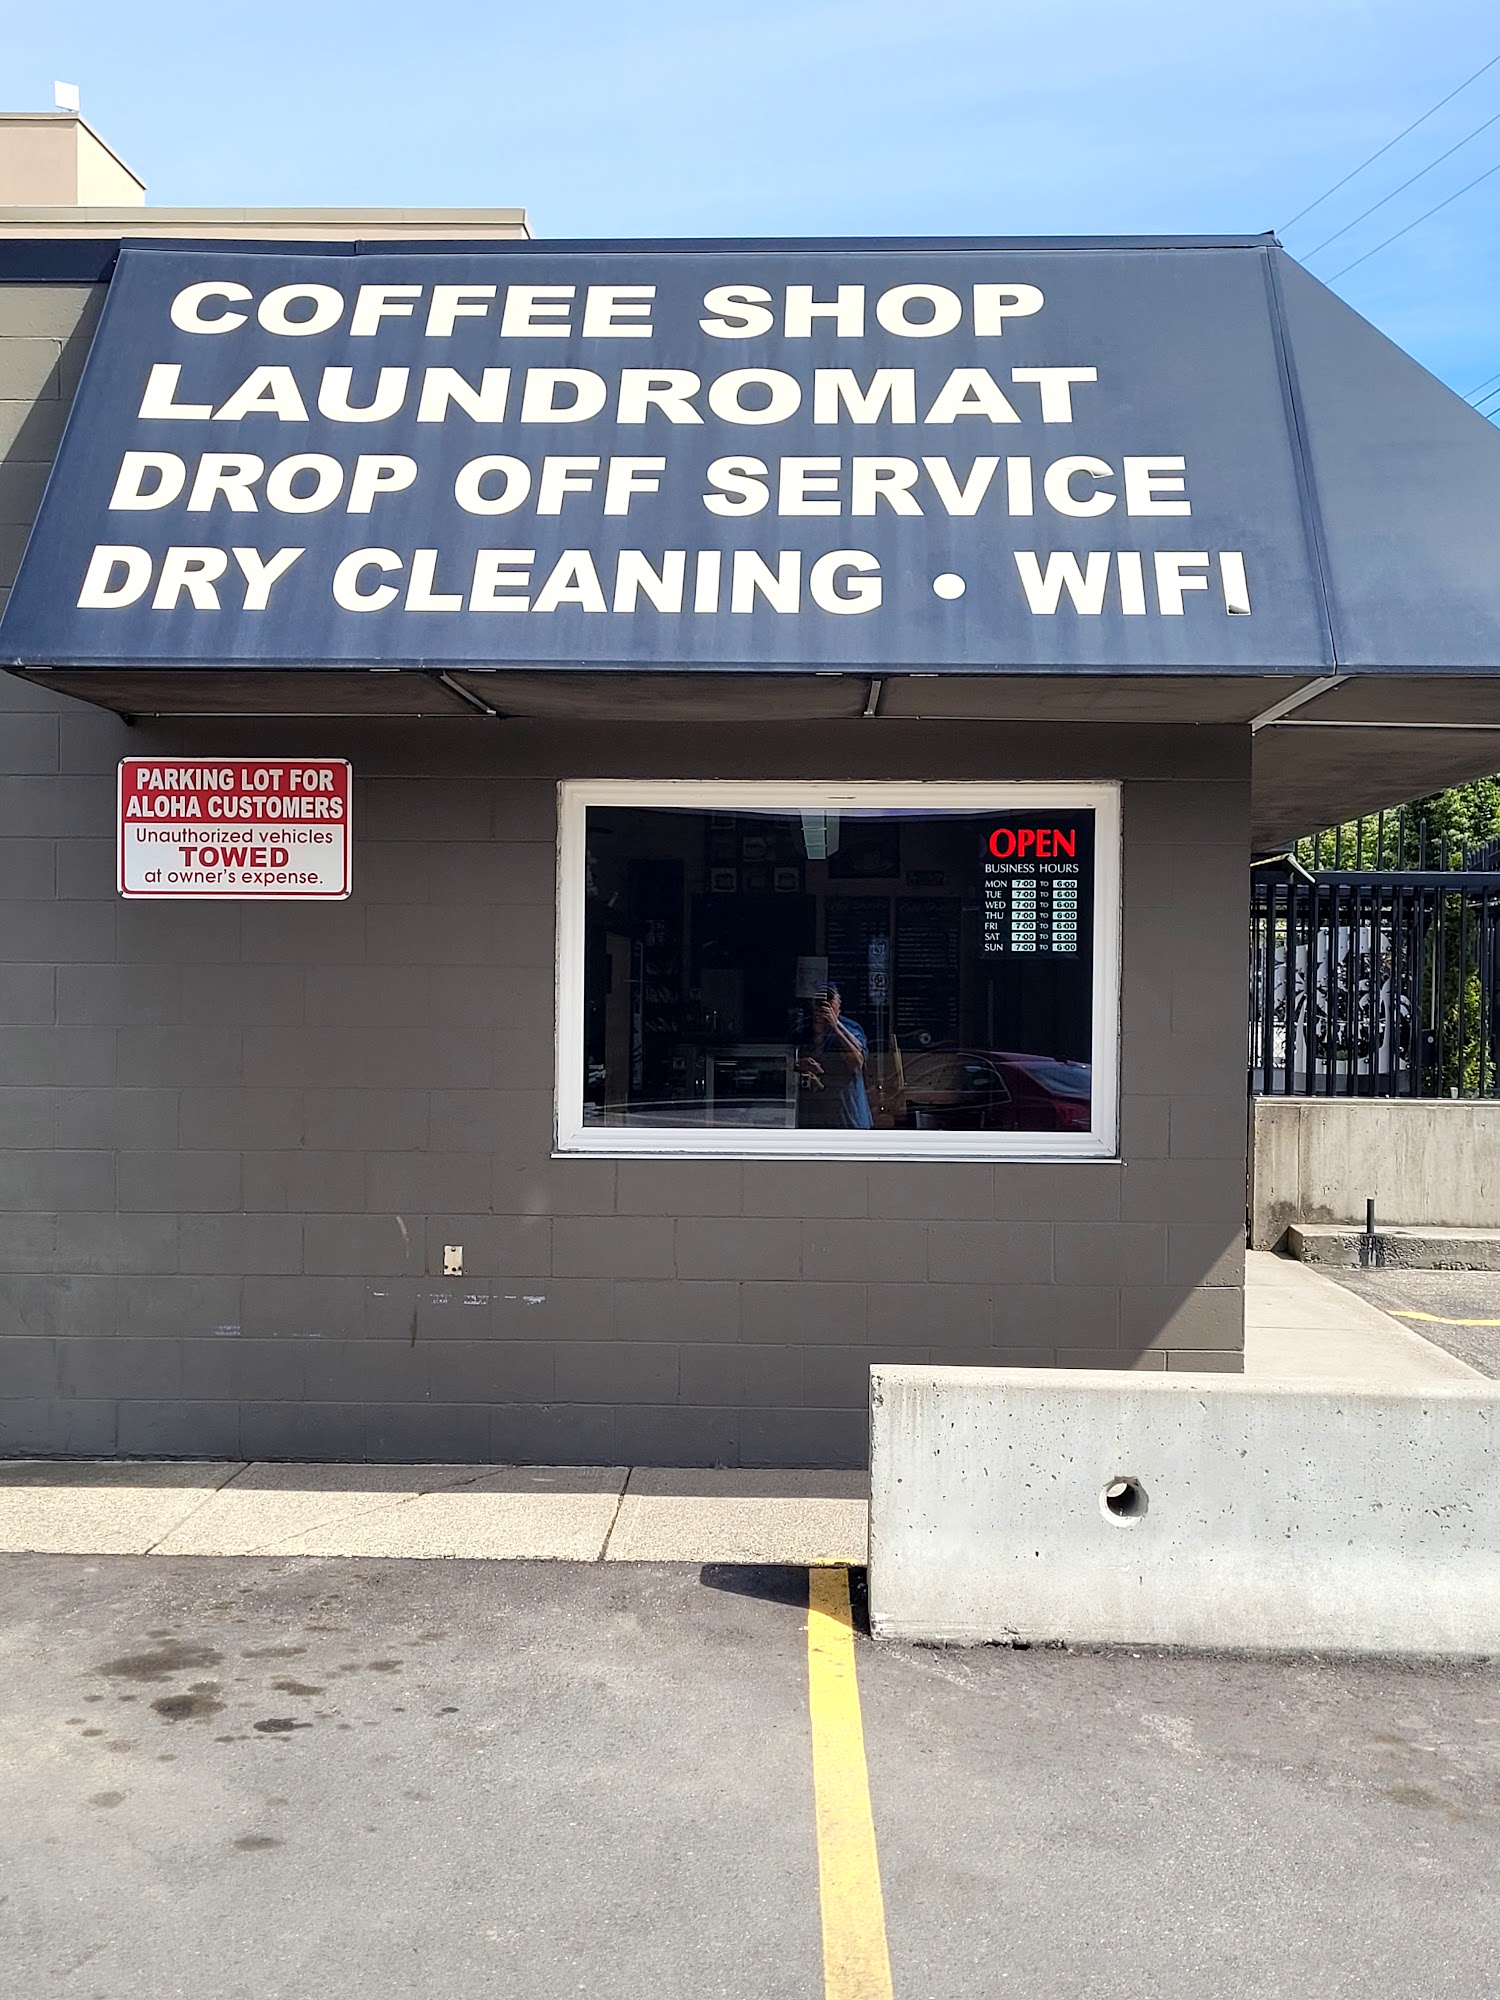 COFFEE SHOP
LAUNDROMAT
DROP OFF SERVICE
DRY CLEANING • WIFI
PARKING LOT FOR
ALOHA CUSTOMERS
Unauthorized vehicles
TOWED
at owner's expense.
OPEN
BUSINESS HOURS
MON 7:00 TO 6:00
TUE 7:00 TO 6:00
WED 7:00 TO 6:00
THU 7:00 TO 6:00
FRI 7:00 TO 6:00
SAT 7:00 TO 6:00
SUN 7:00 TO 6:00